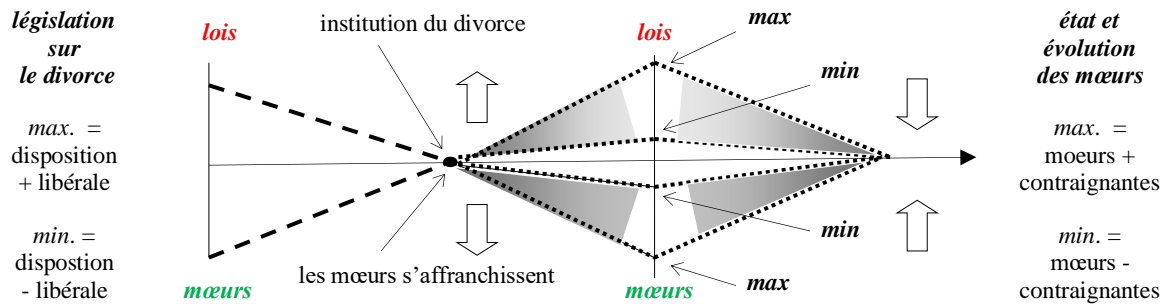 législation
sur
le divorce
max. =
disposition
+ libérale
min. =
dispostion
- libérale
lois
institution du divorce
mœurs
les mœurs s’affranchissent
lois
max
min
min
max
mœurs
état et
évolution
des mœurs
max. =
moeurs +
contraignantes
min. =
mœurs -
contraignantes